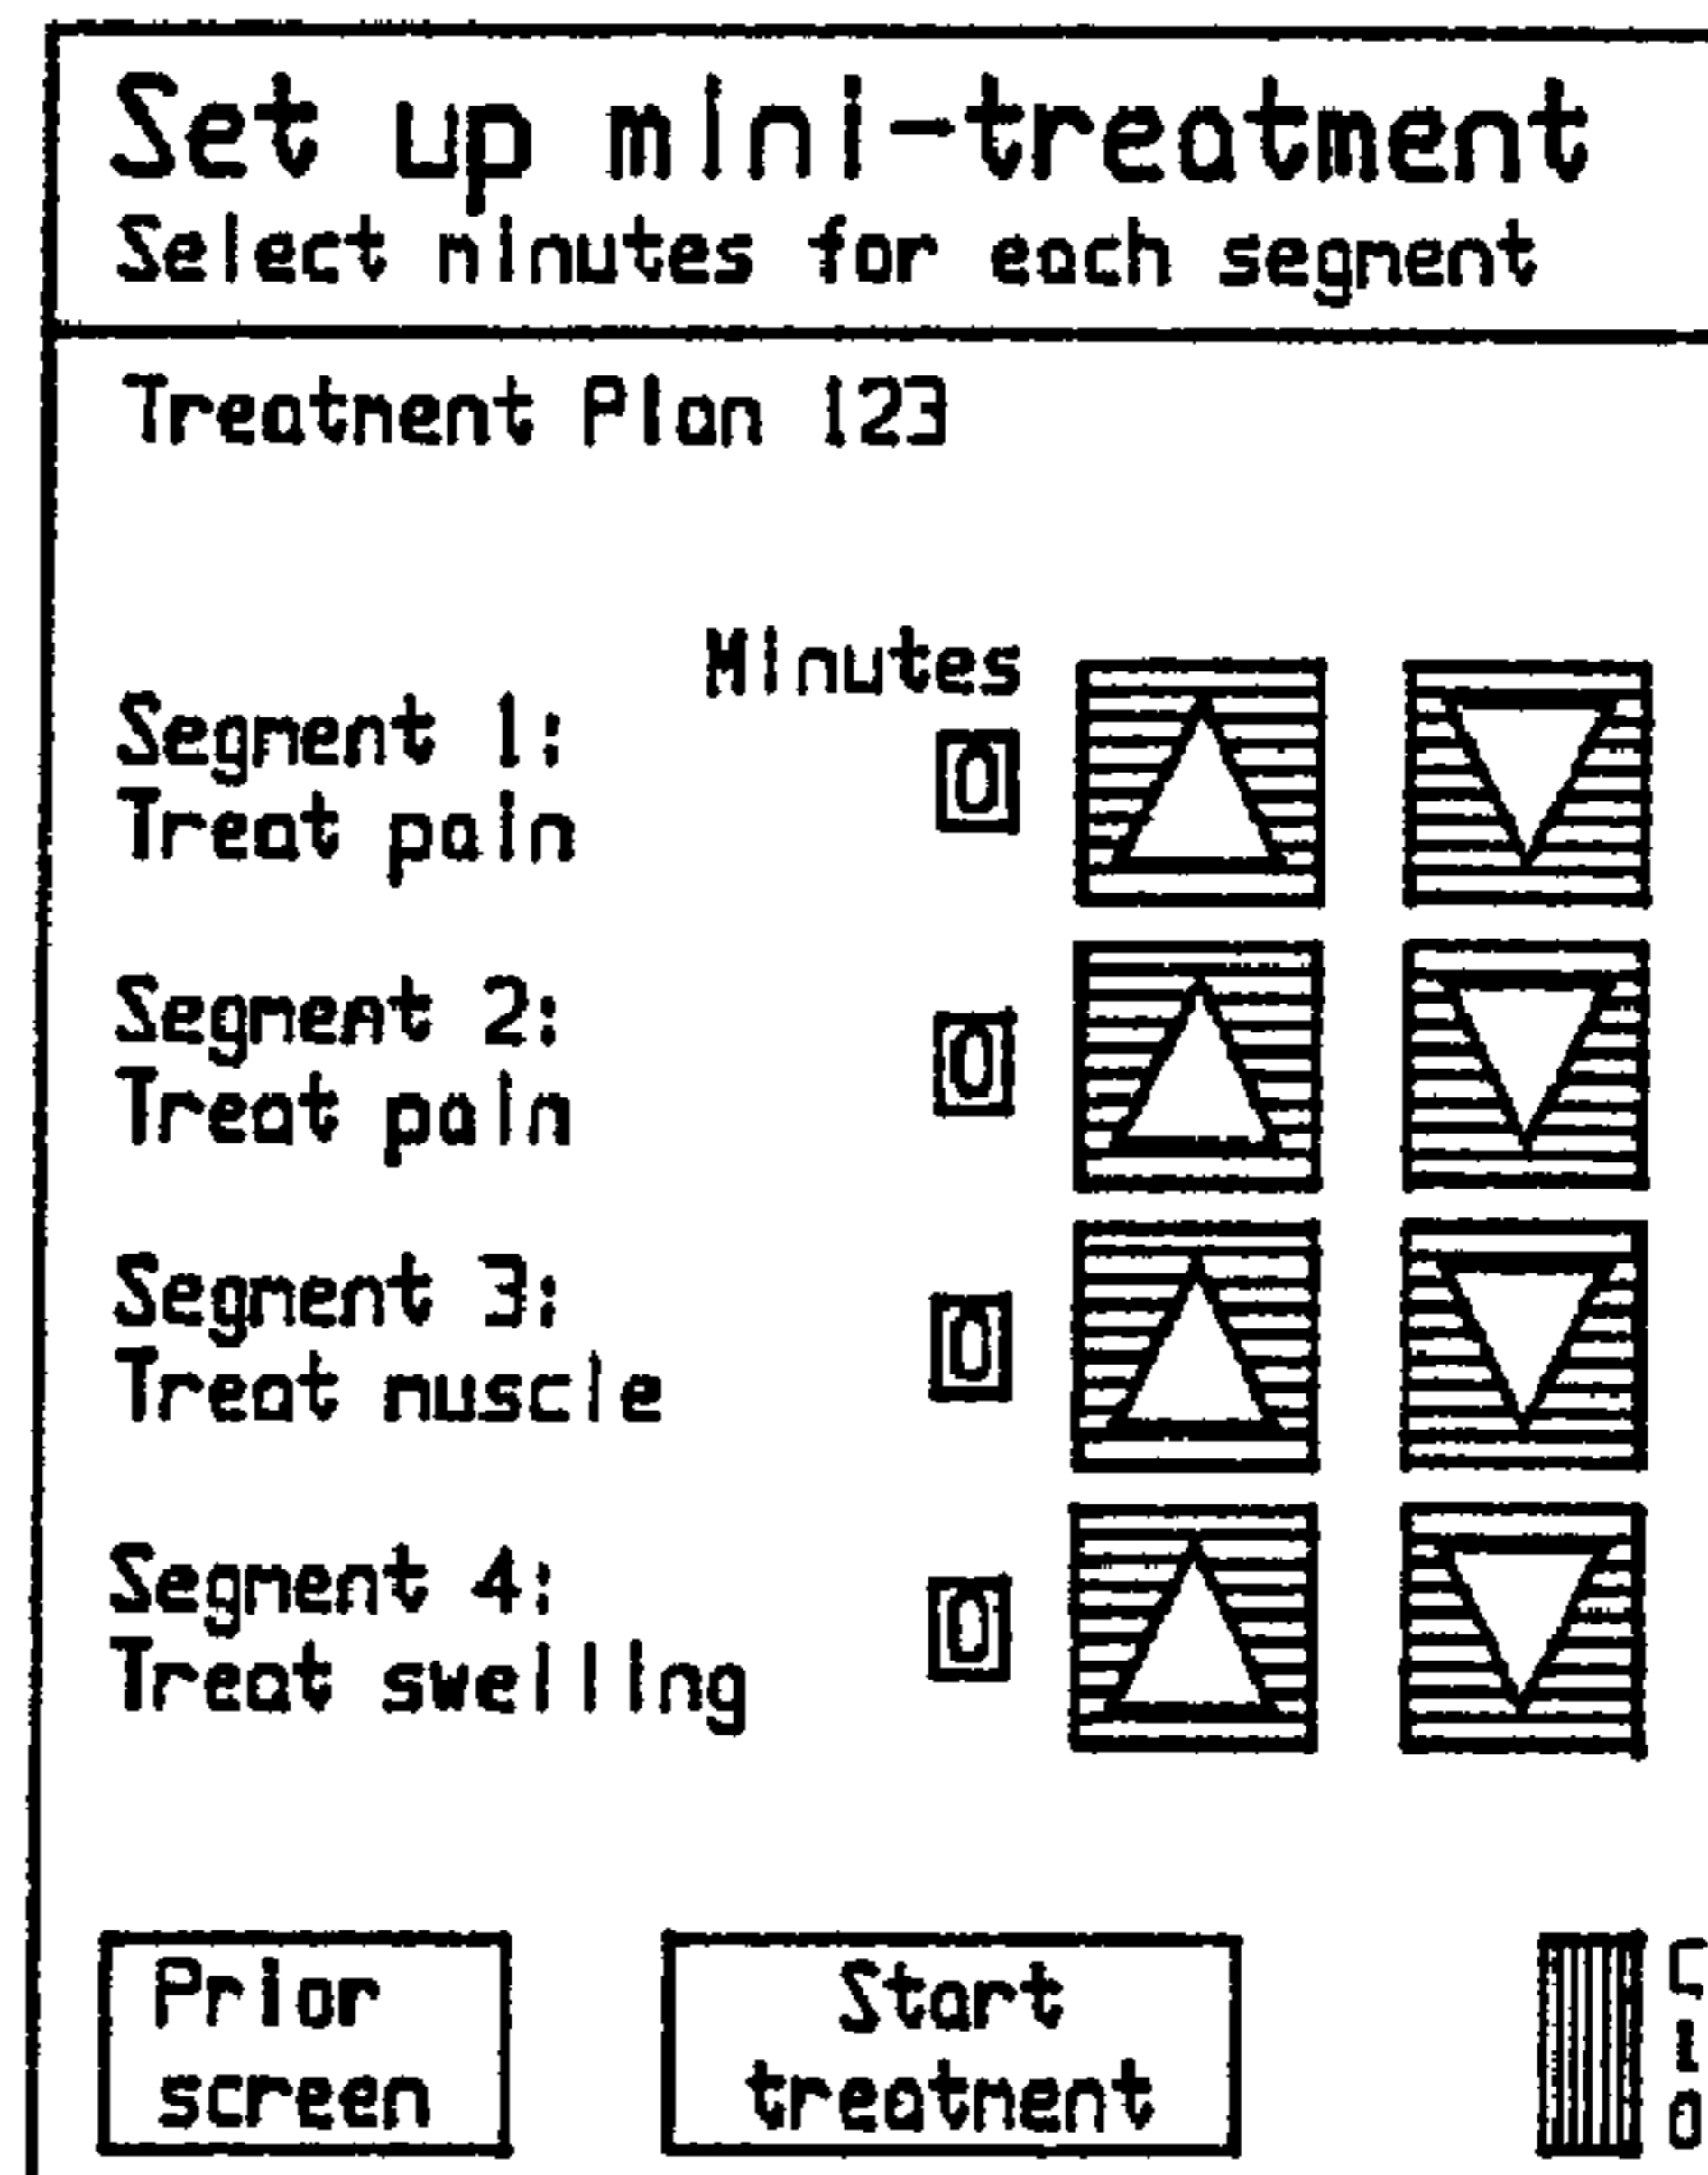 Set up mini-treatment
Select minutes for each segment
Treatment Plan 123
Minutes
Segment 1:
0
Treat pain
Segment 2:
0
Treat pain
Segment 3:
0
Treat muscle
Segment 4:
0
Treat swelling
Prior
screen
Start
treatment